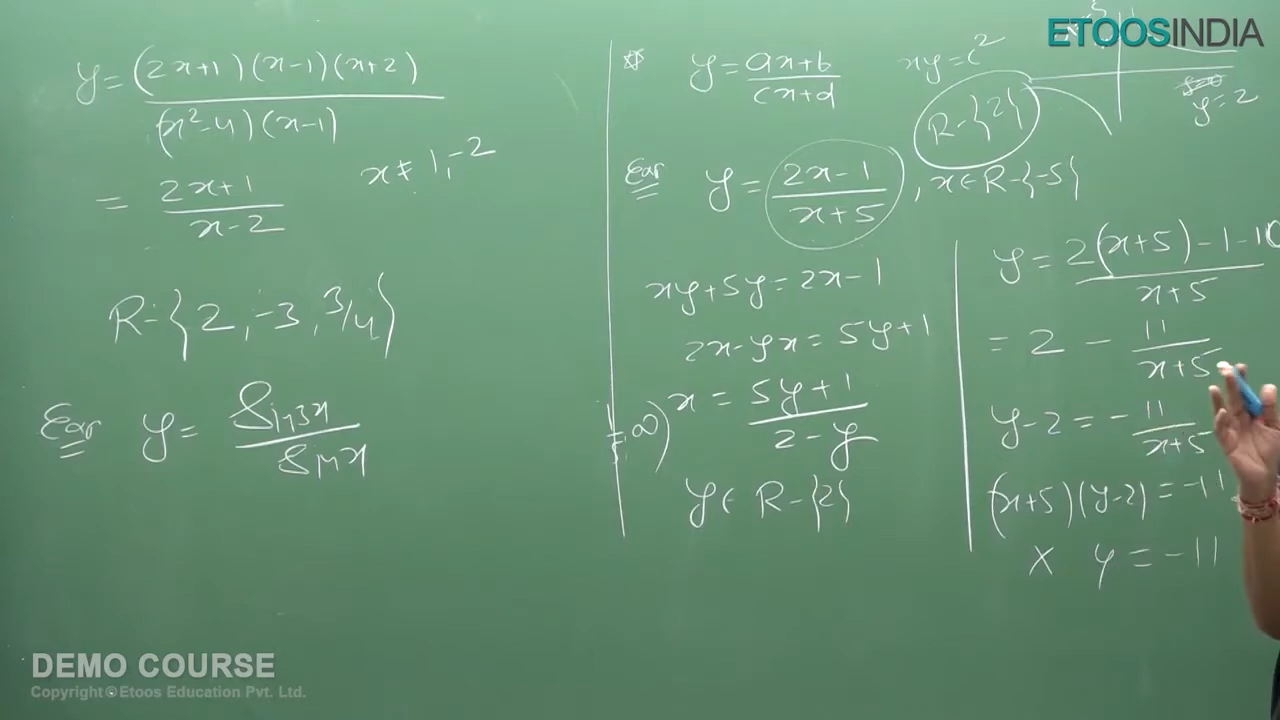 ETOOSINDIA
y = (2x+1)(x-1)(x+2) / (x²-4)(x-1)
x ≠ 1, -2
= 2x+1 / x-2
R-{2, -3, 3/4}
Ex y = Sin3x / Sinx
y = ax+b / cx+d
xy = c²
R-{2}
y = 2
Ex y = 2x-1 / x+5 , x∈R-{-5}
xy+5y = 2x-1
2x-yx = 5y+1
x = 5y+1 / 2-y
y∈ R-{2}
y = 2(x+5)-1-10 / x+5
= 2 - 11 / x+5
y-2 = - 11 / x+5
(x+5)(y-2) = -11
X y = -11
DEMO COURSE
Copyright © Etoos Education Pvt. Ltd.